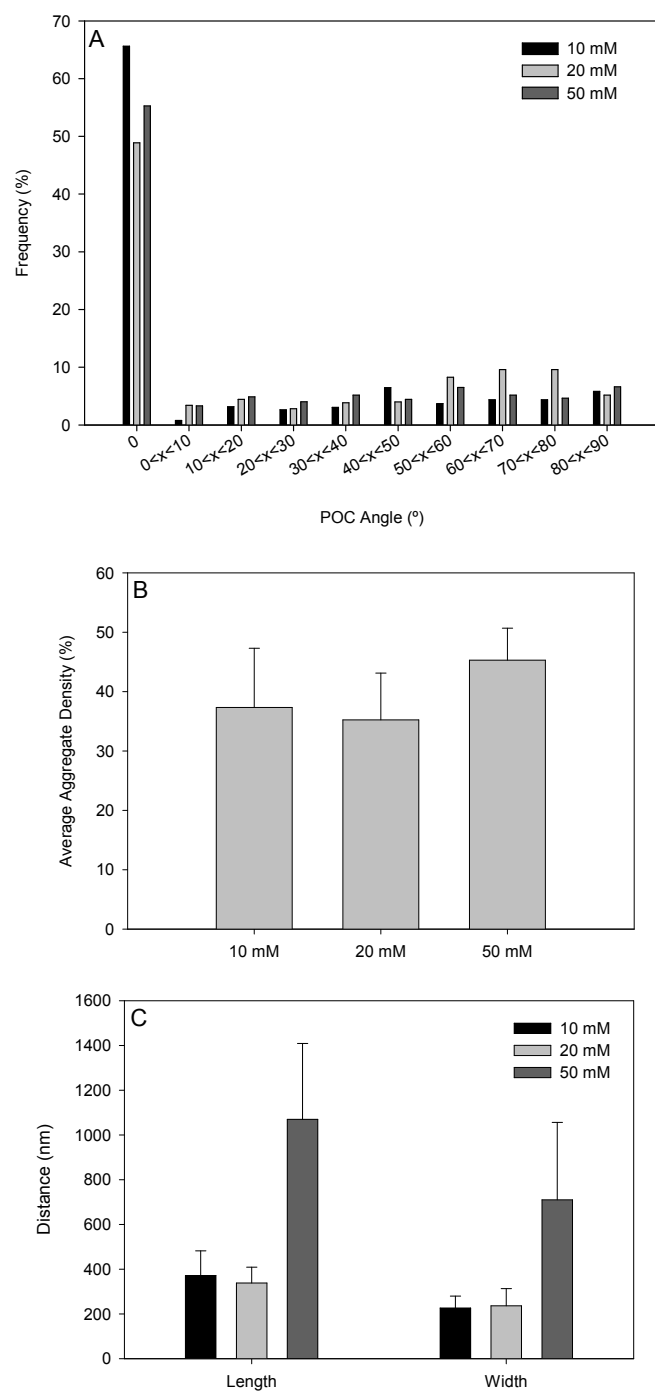 70
A
10 mM
60
20 mM
50 mM
50
40
Frequency (%)
30
20
10
0
0
0<x<10
10<x<20
20<x<30
30<x<40
40<x<50
50<x<60
60<x<70
70<x<80
80<x<90
POC Angle (º)
60
B
50
40
Average Aggregate Density (%)
30
20
10
0
10 mM 20 mM 50 mM
1600
C
10 mM
1400
20 mM
50 mM
1200
1000
Distance (nm)
800
600
400
200
0
Length Width